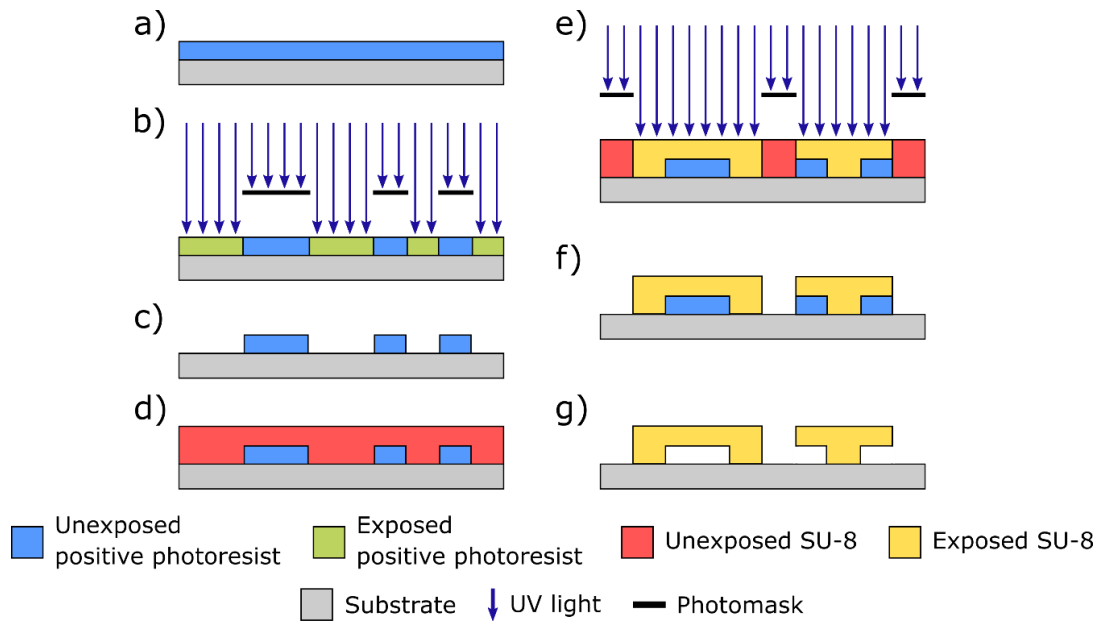 a)
b)
c)
d)
e)
f)
g)
Unexposed
positive photoresist
Exposed
positive photoresist
Unexposed SU-8
Exposed SU-8
Substrate
UV light
Photomask